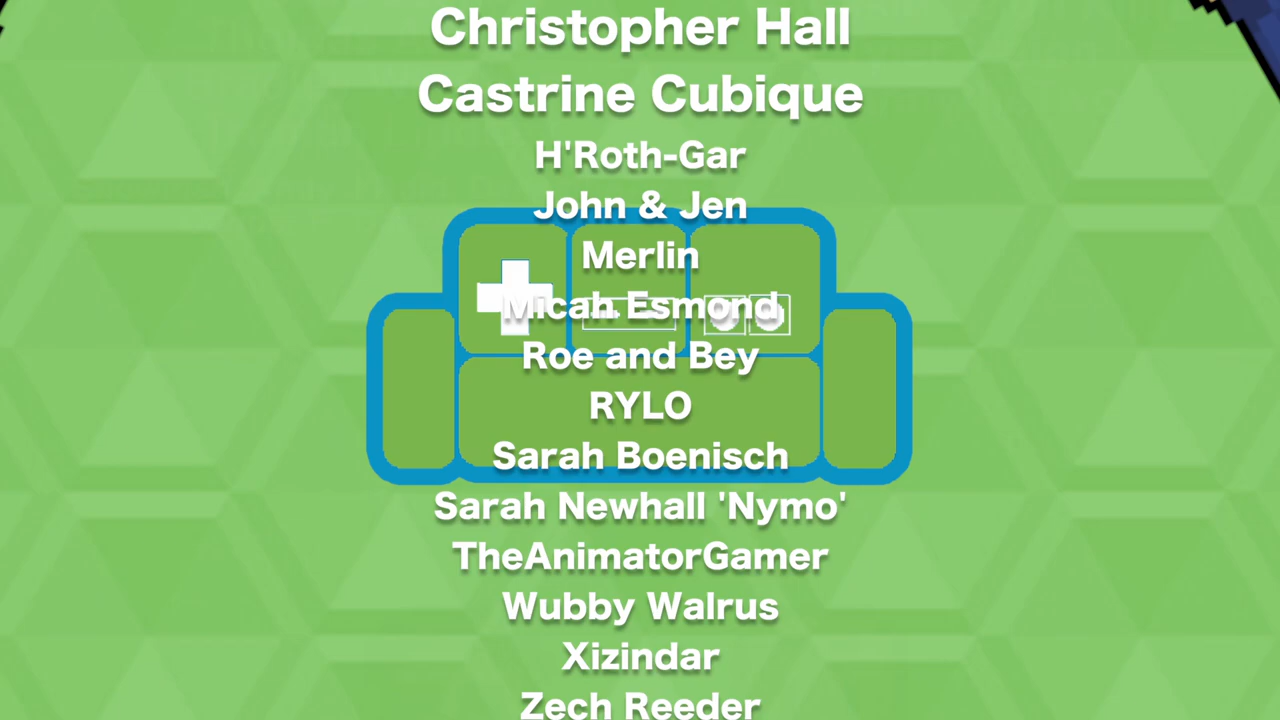 Christopher Hall
Castrine Cubique
H'Roth-Gar
John & Jen
Merlin
Micah Esmond
Roe and Bey
RYLO
Sarah Boenisch
Sarah Newhall 'Nymo'
TheAnimatorGamer
Wubby Walrus
Xizindar
Zech Reeder